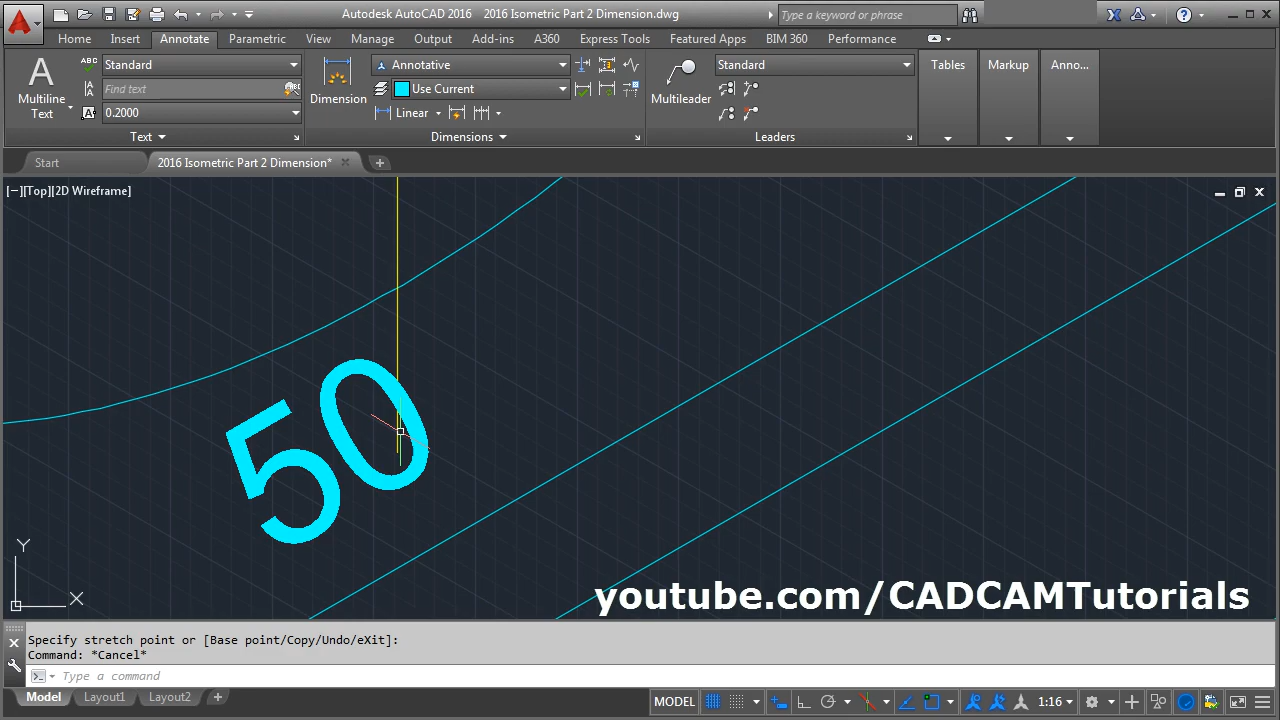 Autodesk AutoCAD 2016 2016 Isometric Part 2 Dimension.dwg
Type a keyword or phrase
Home Insert Annotate Parametric View Manage Output Add-ins A360 Express Tools Featured Apps BIM 360 Performance
A
Multiline
Text
ABC
Standard
Find text
0.2000
Text
Dimension
Annotative
Use Current
Linear
Dimensions
Multileader
Standard
Leaders
Tables
Markup
Anno...
Start
2016 Isometric Part 2 Dimension*
[−][Top][2D Wireframe]
50
Y
X
youtube.com/CADCAMTutorials
Specify stretch point or [Base point/Copy/Undo/eXit]:
Command: *Cancel*
Type a command
Model Layout1 Layout2
MODEL
1:16